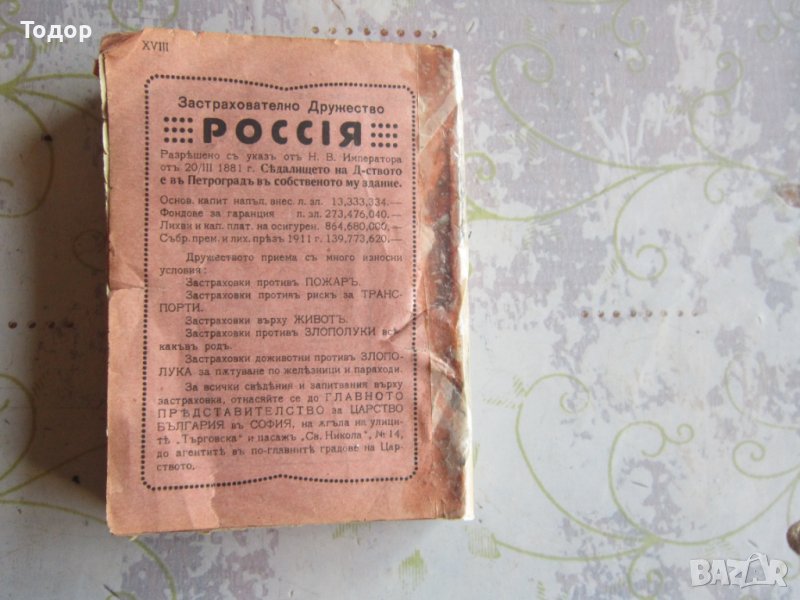 Тодор
XVIII
Застрахователно Дружество
РОССІЯ
Разрѣшено съ указъ отъ Н. В. Императора
отъ 20/III 1881 г. Сѣдалището на Д-ството
е въ Петроградъ въ собственото му здание.
Основ. капит напъл. внес. л. зл. 13,333,334.—
Фондове за гаранция л. зл. 273,476,040.—
Лихви и кап. плат. на осигурен. 864,680,000.—
Събр. прем. и лих. прѣзъ 1911 г. 139,773,620.—
Дружеството приема съ много износни
условия:
Застраховки противъ ПОЖАРЪ.
Застраховки противъ рискъ за ТРАНС-
ПОРТИ.
Застраховки върху ЖИВОТЪ.
Застраховки противъ ЗЛОПОЛУКИ всѣ-
какъвъ родъ.
Застраховки доживотни противъ ЗЛОПО-
ЛУКА за пѫтуване по желѣзници и параходи.
За всички свѣдѣния и запитвания върху
застраховки, отнасяйте се до ГЛАВНОТО
ПРѢДСТАВИТЕЛСТВО за ЦАРСТВО
БЪЛГАРИЯ въ СОФИЯ, на ѫгъла на улици-
тѣ „Търговска" и пасажъ „Св. Никола", № 14,
до агентитѣ въ по-главнитѣ градове на Цар-
ството.
BAZAR